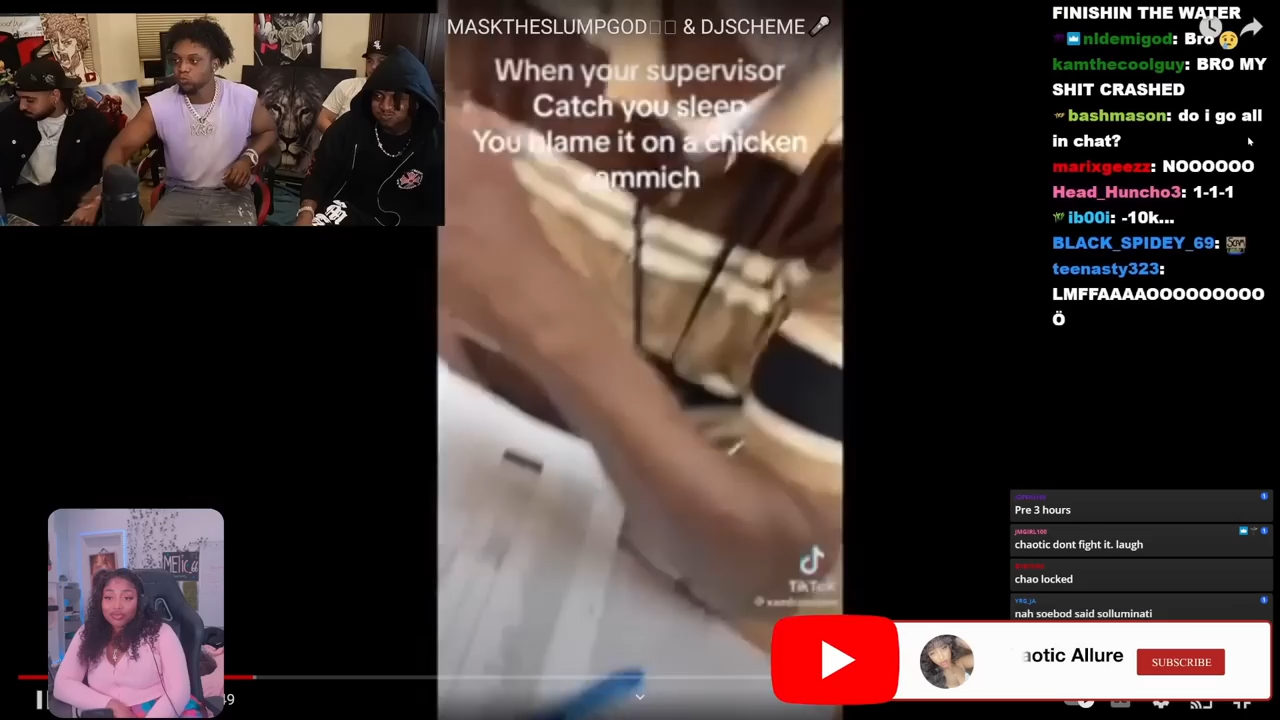 MASKTHESLUMPGOD & DJSCHEME 🎤
When your supervisor
Catch you sleep
You blame it on a chicken
sammich
TikTok
FINISHIN THE WATER
nldemigod: Bro 😢
kamthecoolguy: BRO MY
SHIT CRASHED
bashmason: do i go all
in chat?
marixgeezz: NOOOOOO
Head_Huncho3: 1-1-1
ib00i: -10k...
BLACK_SPIDEY_69:
teenasty323:
LMFFAAAAOOOOOOOOO
Ö
Pre 3 hours
JMGIRL100
chaotic dont fight it. laugh
chao locked
YRG_JA
nah soebod said solluminati
aotic Allure
SUBSCRIBE
49